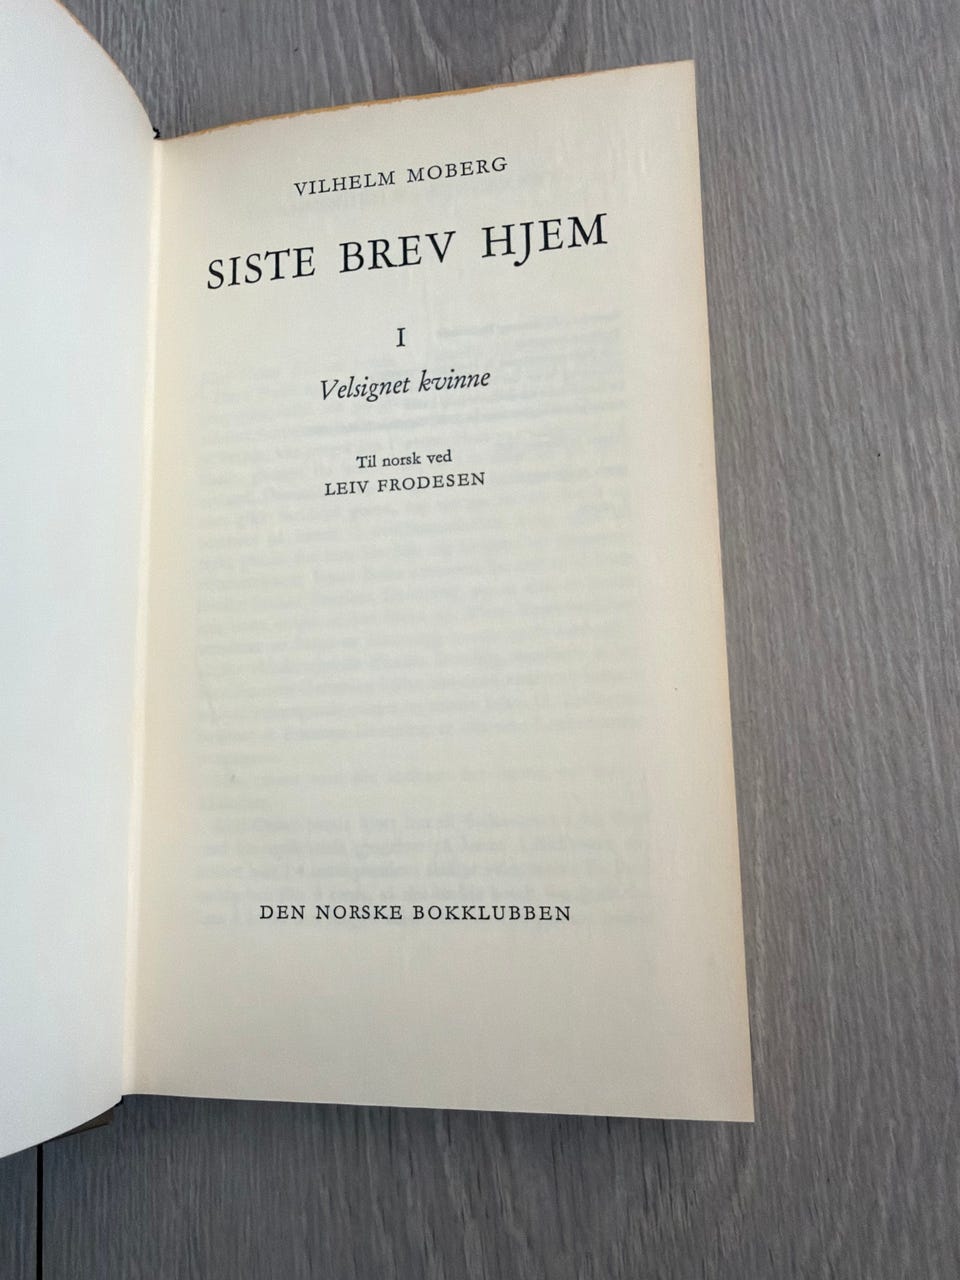 VILHELM MOBERG
SISTE BREV HJEM
I
Velsignet kvinne
Til norsk ved
LEIV FRODESEN
DEN NORSKE BOKKLUBBEN